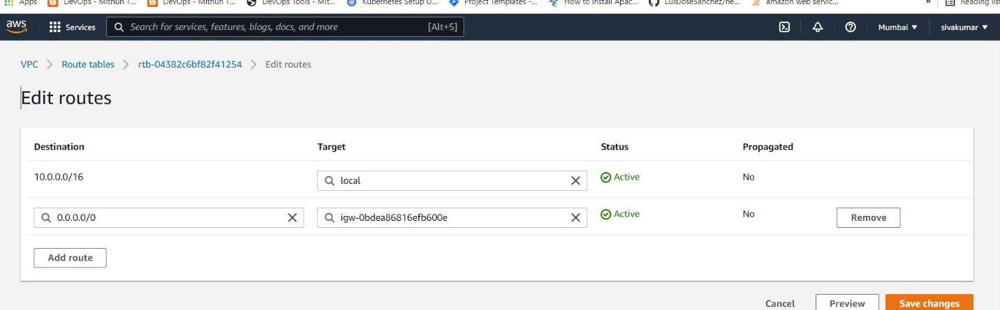 Apps DevOps - Mithun T... DevOps - Mithun T... DevOps Tools - Mit... Kubernetes Setup U... Project Templates -... How to Install Apac... LuisJoseSanchez/he... amazon web servic... » Reading list
aws Services Search for services, features, blogs, docs, and more [Alt+S] Mumbai ▼ sivakumar ▼
VPC > Route tables > rtb-04382c6bf82f41254 > Edit routes
Edit routes
Destination Target Status Propagated
10.0.0.0/16 local Active No
0.0.0.0/0 igw-0bdea86816efb600e Active No Remove
Add route
Cancel Preview Save changes